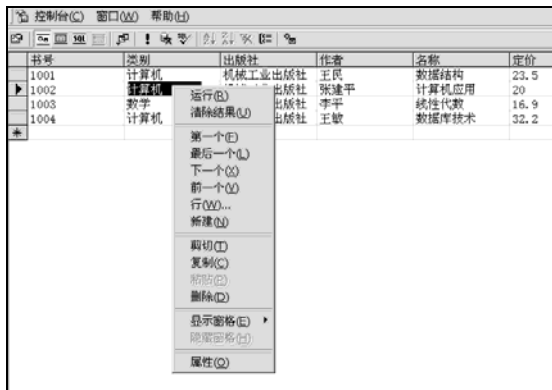 控制台(C) 窗口(W) 帮助(H)
书号 类别 出版社 作者 名称 定价
1001 计算机 机械工业出版社 王民 数据结构 23.5
1002 计算机 出版社 张建平 计算机应用 20
1003 数学 出版社 李平 线性代数 16.9
1004 计算机 出版社 王敏 数据库技术 32.2
运行(R)
清除结果(U)
第一个(F)
最后一个(L)
下一个(X)
前一个(V)
行(W)...
新建(N)
剪切(T)
复制(C)
粘贴(P)
删除(D)
显示窗格(E)
隐藏窗格(H)
属性(O)